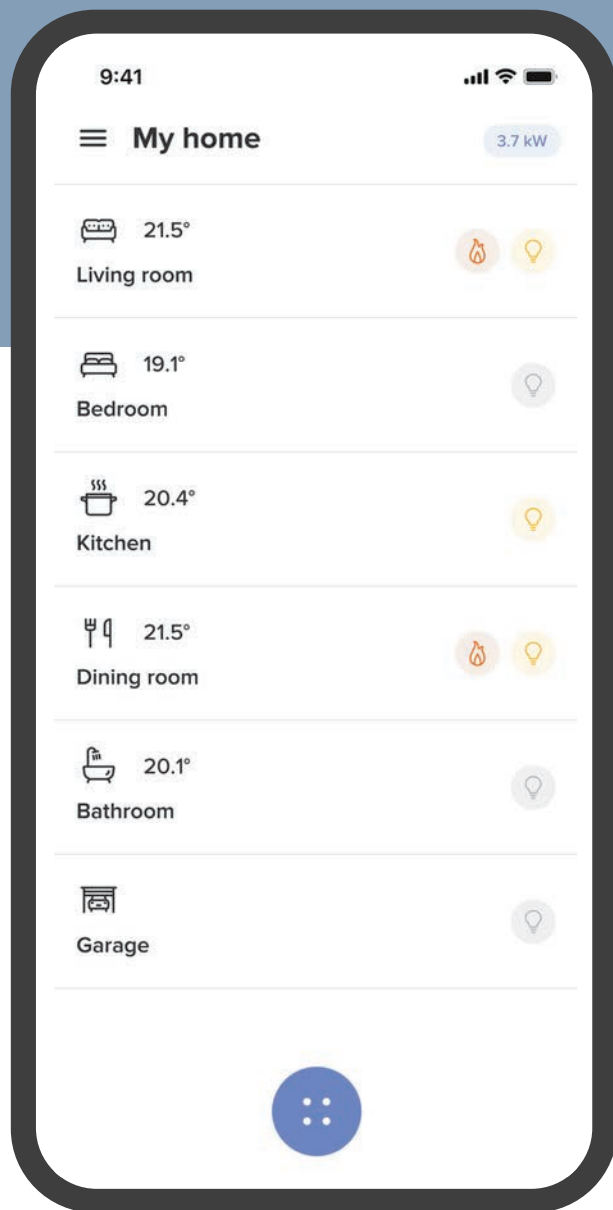 9:41
My home
3.7 kW
21.5°
Living room
19.1°
Bedroom
20.4°
Kitchen
21.5°
Dining room
20.1°
Bathroom
Garage